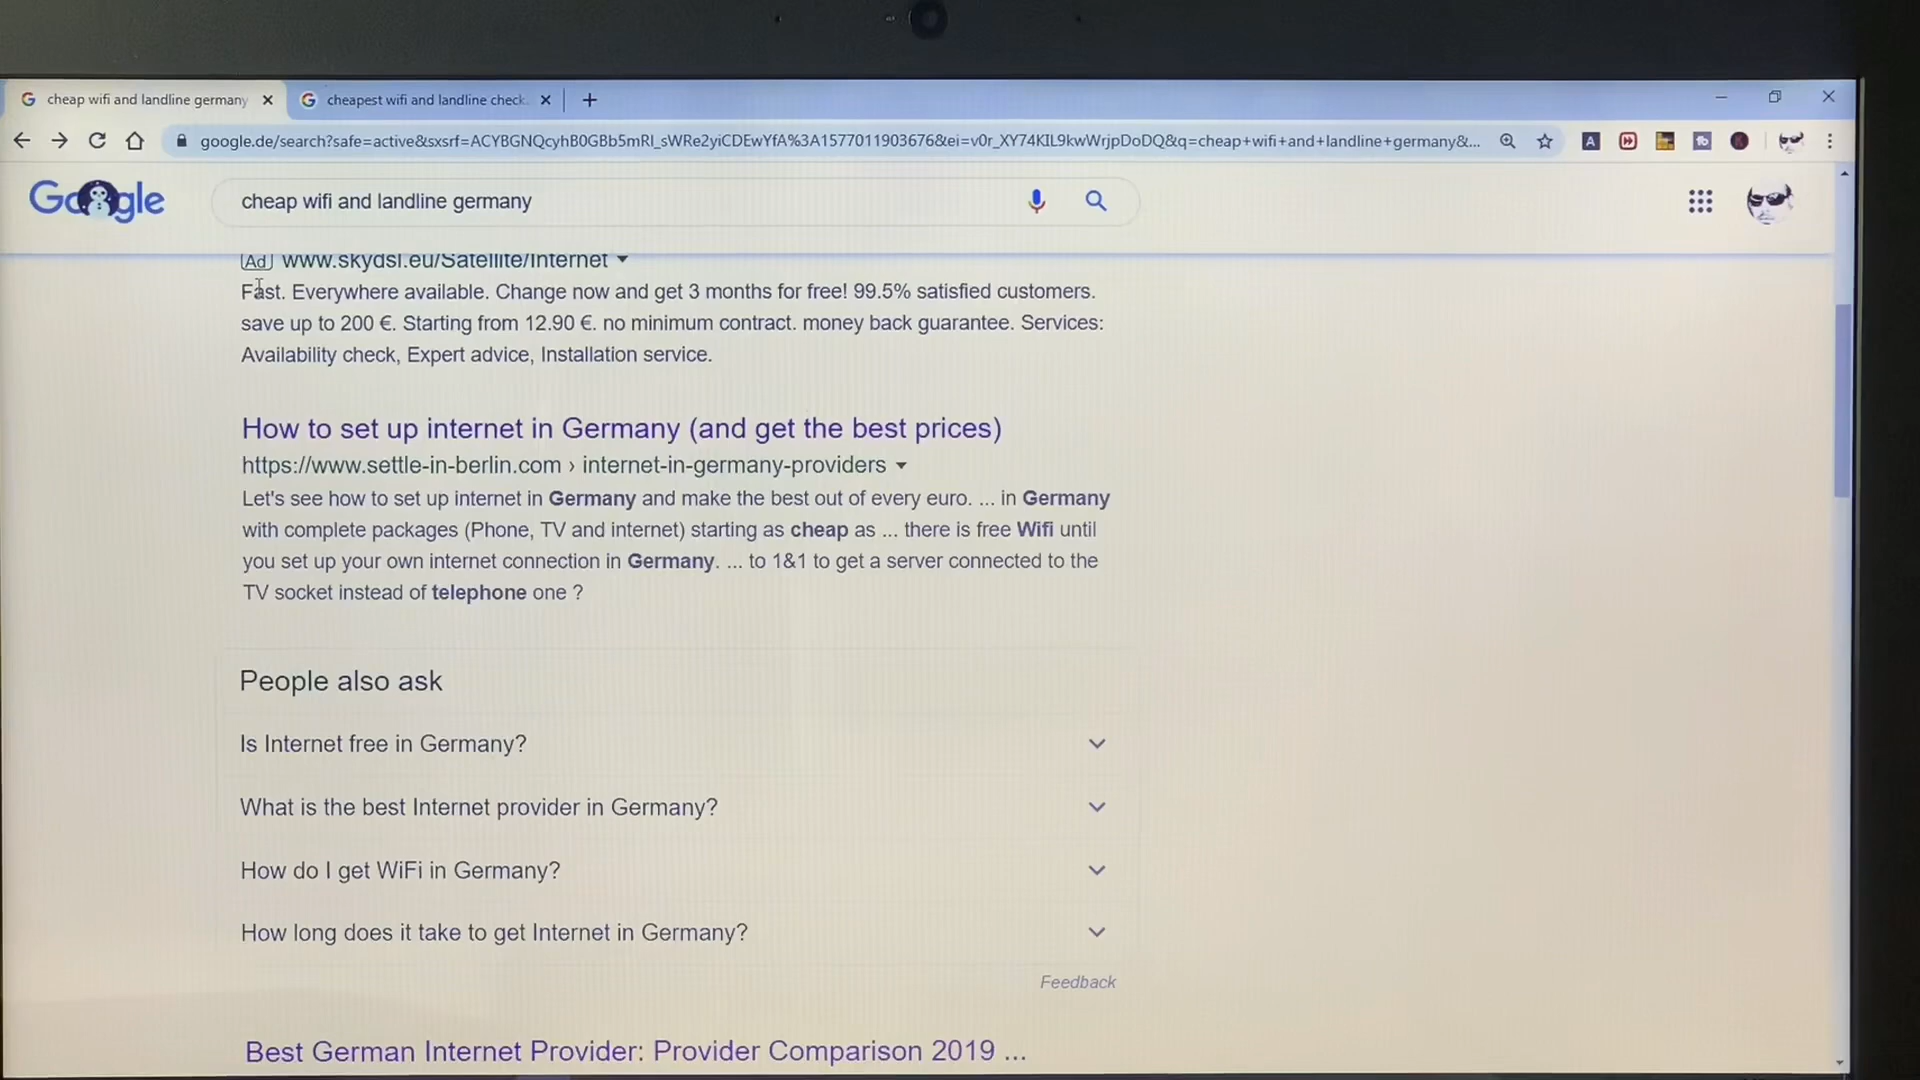 cheap wifi and landline germany
cheapest wifi and landline check
google.de/search?safe=active&sxsrf=ACYBGNQcyhB0GBb5mRl_sWRe2yiCDEwYfA%3A1577011903676&ei=v0r_XY74KIL9kwWrjpDoDQ&q=cheap+wifi+and+landline+germany&...
Google
cheap wifi and landline germany
Ad www.skydsl.eu/Satellite/Internet
Fast. Everywhere available. Change now and get 3 months for free! 99.5% satisfied customers.
save up to 200 €. Starting from 12.90 €. no minimum contract. money back guarantee. Services:
Availability check, Expert advice, Installation service.
How to set up internet in Germany (and get the best prices)
https://www.settle-in-berlin.com › internet-in-germany-providers
Let's see how to set up internet in Germany and make the best out of every euro. ... in Germany
with complete packages (Phone, TV and internet) starting as cheap as ... there is free Wifi until
you set up your own internet connection in Germany. ... to 1&1 to get a server connected to the
TV socket instead of telephone one ?
People also ask
Is Internet free in Germany?
What is the best Internet provider in Germany?
How do I get WiFi in Germany?
How long does it take to get Internet in Germany?
Feedback
Best German Internet Provider: Provider Comparison 2019 ...